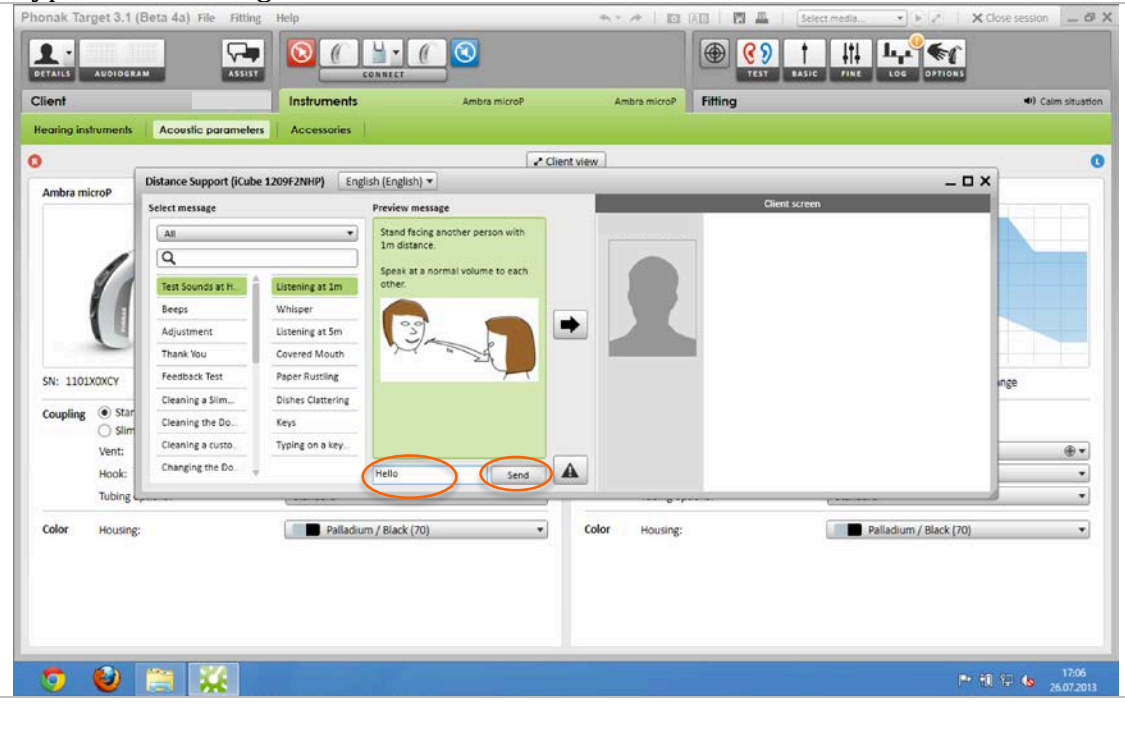 Phonak Target 3.1 (Beta 4a) File Fitting Help Select media... Close session
DETAILS AUDIOGRAM ASSIST CONNECT TEST BASIC FINE LOG OPTIONS
Client Instruments Ambra microP Ambra microP Fitting Calm situation
Hearing instruments Acoustic parameters Accessories
Client view
Distance Support (iCube 1209F2NHP) English (English)
Ambra microP
Select message Preview message Client screen
All
Stand facing another person with
1m distance.
Speak at a normal volume to each
other.
Test Sounds at H... Listening at 1m
Beeps Whisper
Adjustment Listening at 5m
Thank You Covered Mouth
Feedback Test Paper Rustling
Cleaning a Slim... Dishes Clattering
Cleaning the Do... Keys
Cleaning a custo... Typing on a key...
Changing the Do...
Hello Send
SN: 1101X0XCY
Coupling
Vent:
Hook:
Tubing
Color Housing: Palladium / Black (70) Color Housing: Palladium / Black (70)
17:06
26.07.2013